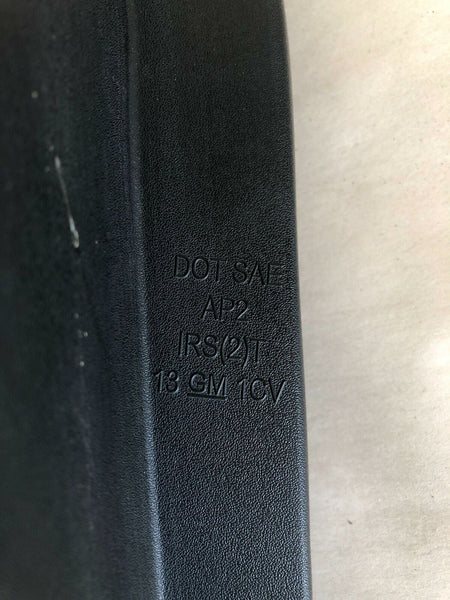 DOT SAE
AP2
IRS(2)T
13 GM 1CV